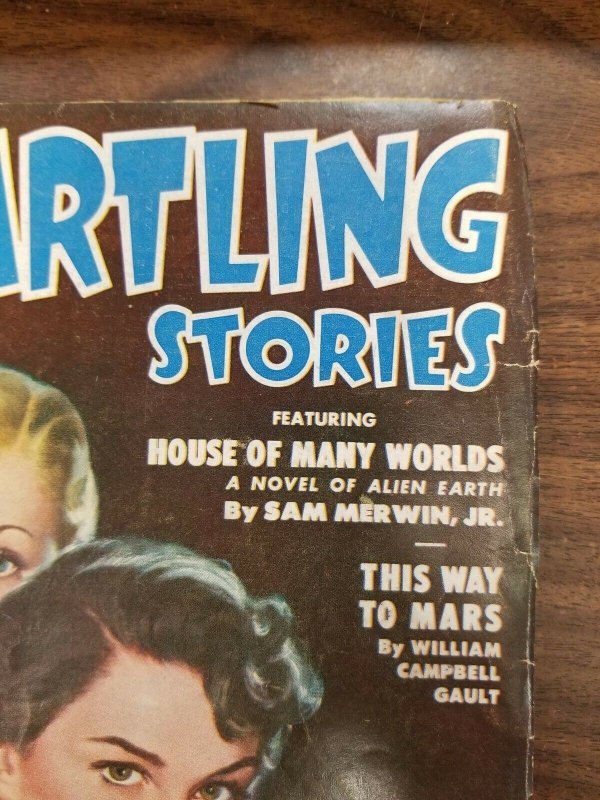 ARTLING
STORIES
FEATURING
HOUSE OF MANY WORLDS
A NOVEL OF ALIEN EARTH
By SAM MERWIN, JR.
THIS WAY
TO MARS
By WILLIAM
CAMPBELL
GAULT